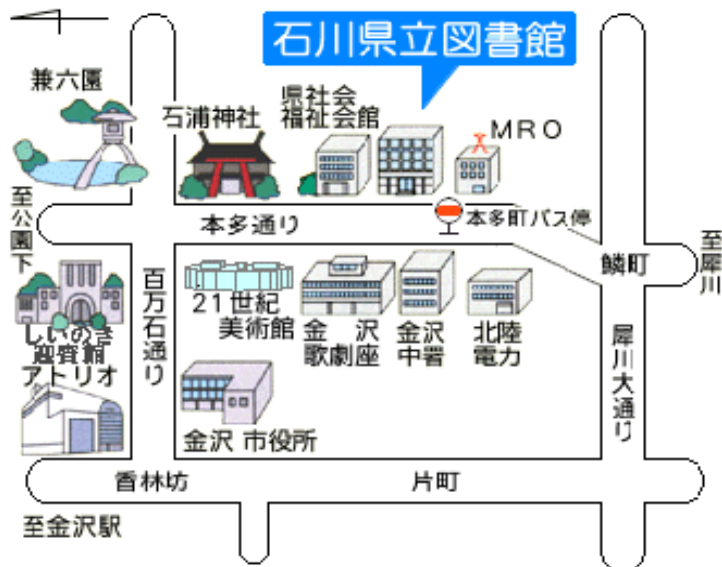 石川県立図書館
兼六園
石浦神社
県社会
福祉会館
MRO
至公園下
本多通り
本多町バス停
至犀川
鱗町
百万石通り
21世紀
美術館
金沢
歌劇座
金沢
中署
北陸
電力
しいのき
迎賓館
アトリオ
犀川大通り
金沢市役所
香林坊
片町
至金沢駅